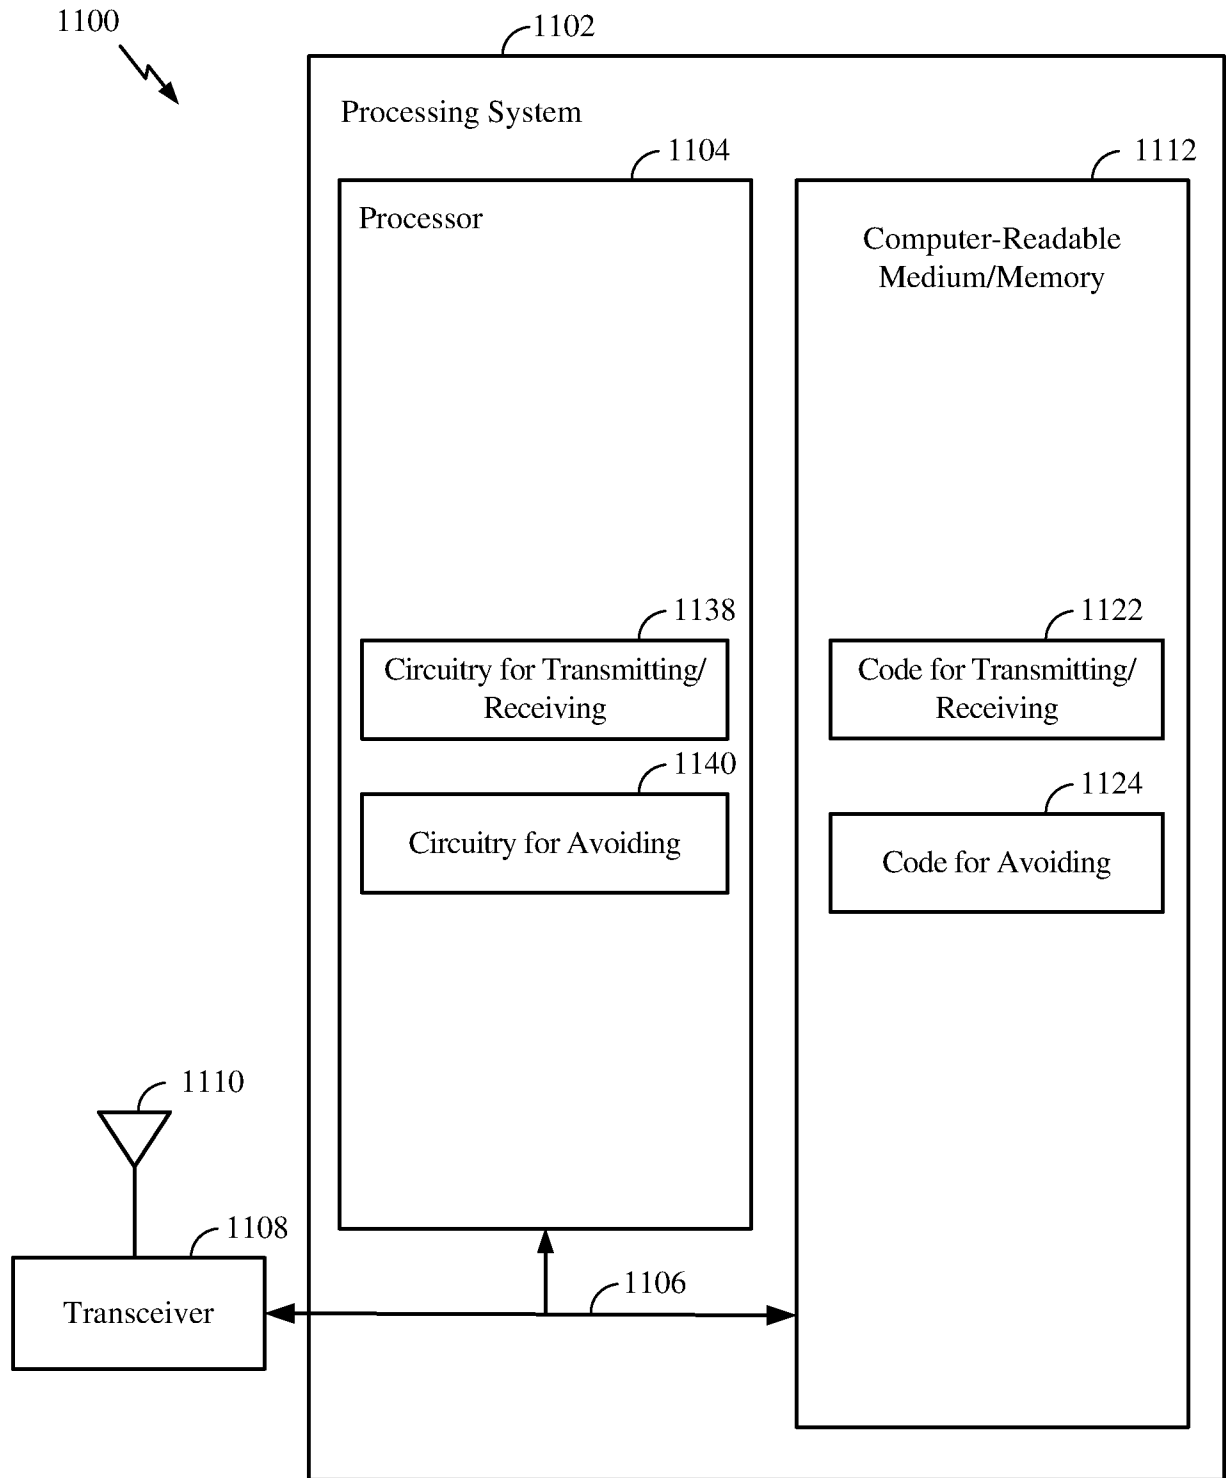 1100
1102
Processing System
1104
1112
Processor
Computer-Readable
Medium/Memory
1138
1122
Circuitry for Transmitting/
Receiving
Code for Transmitting/
Receiving
1140
1124
Circuitry for Avoiding
Code for Avoiding
1110
1108
Transceiver
1106